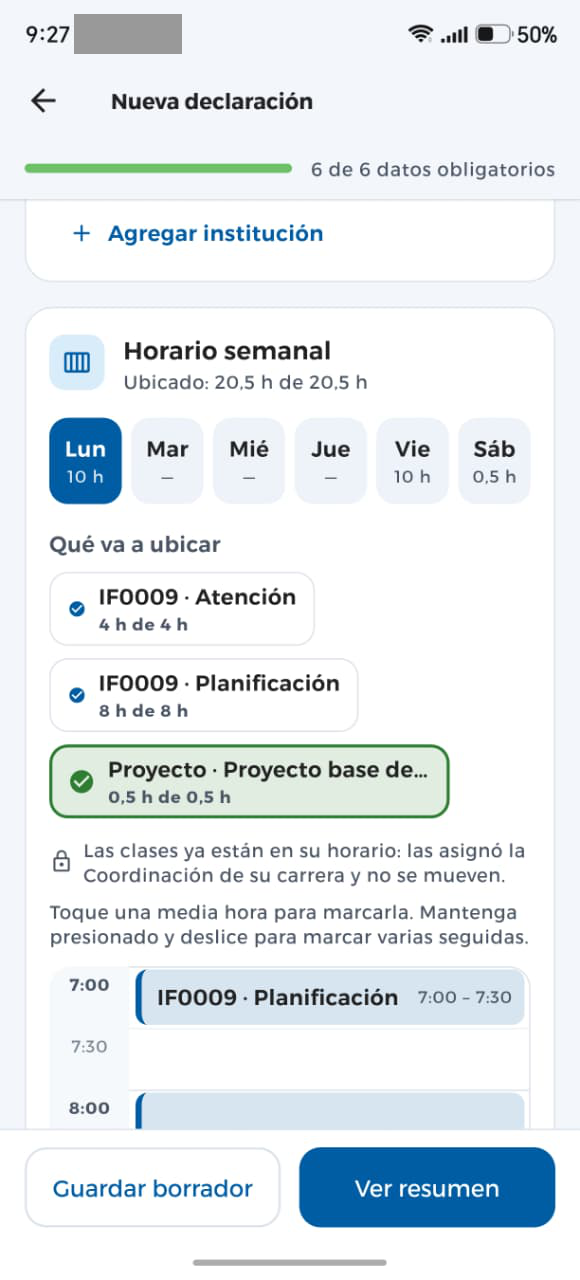 9:27
50%
Nueva declaración
6 de 6 datos obligatorios
+ Agregar institución
Horario semanal
Ubicado: 20,5 h de 20,5 h
Lun Mar Mié Jue Vie Sáb
10 h – – – 10 h 0,5 h
Qué va a ubicar
IF0009 · Atención
4 h de 4 h
IF0009 · Planificación
8 h de 8 h
Proyecto · Proyecto base de...
0,5 h de 0,5 h
Las clases ya están en su horario: las asignó la
Coordinación de su carrera y no se mueven.
Toque una media hora para marcarla. Mantenga
presionado y deslice para marcar varias seguidas.
7:00
IF0009 · Planificación 7:00 – 7:30
7:30
8:00
Guardar borrador
Ver resumen